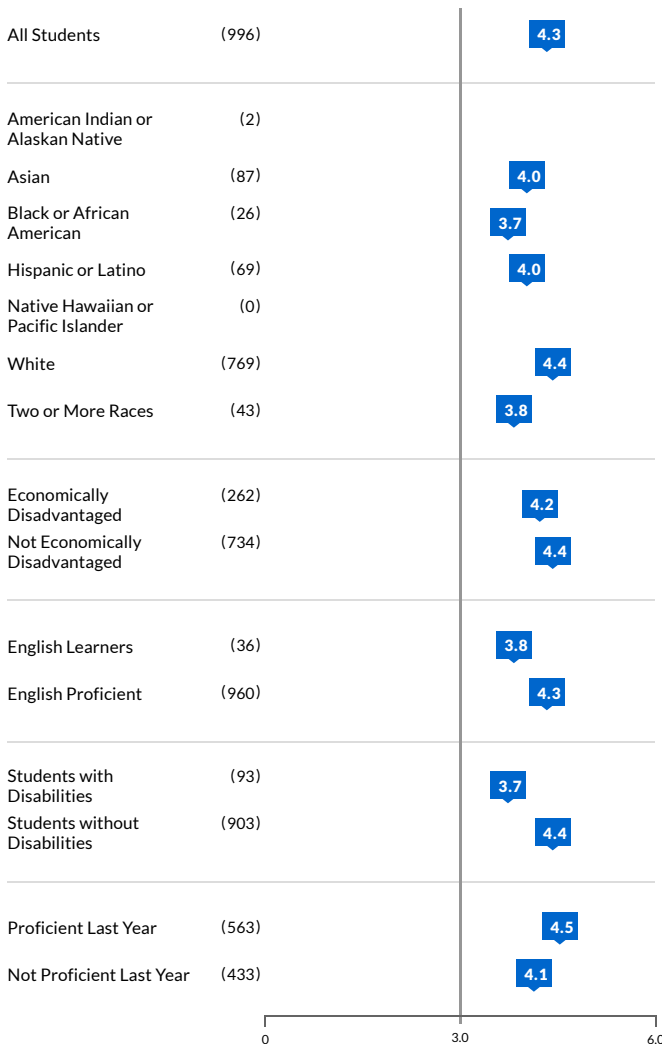 All Students (996) 4.3
American Indian or (2)
Alaskan Native
Asian (87) 4.0
Black or African (26) 3.7
American
Hispanic or Latino (69) 4.0
Native Hawaiian or (0)
Pacific Islander
White (769) 4.4
Two or More Races (43) 3.8
Economically (262) 4.2
Disadvantaged
Not Economically (734) 4.4
Disadvantaged
English Learners (36) 3.8
English Proficient (960) 4.3
Students with (93) 3.7
Disabilities
Students without (903) 4.4
Disabilities
Proficient Last Year (563) 4.5
Not Proficient Last Year (433) 4.1
0 3.0 6.0